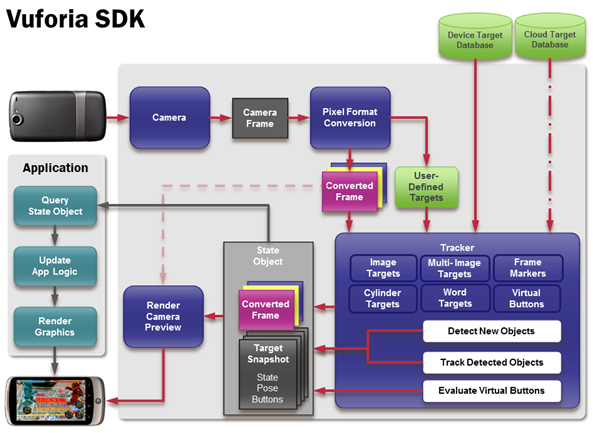 Vuforia SDK
Device Target
Database
Cloud Target
Database
Camera
Camera
Frame
Pixel Format
Conversion
Application
Query
State Object
Update
App Logic
Render
Graphics
Converted
Frame
User-
Defined
Targets
State
Object
Converted
Frame
Target
Snapshot
State
Pose
Buttons
Render
Camera
Preview
Tracker
Image
Targets
Multi-Image
Targets
Frame
Markers
Cylinder
Targets
Word
Targets
Virtual
Buttons
Detect New Objects
Track Detected Objects
Evaluate Virtual Buttons